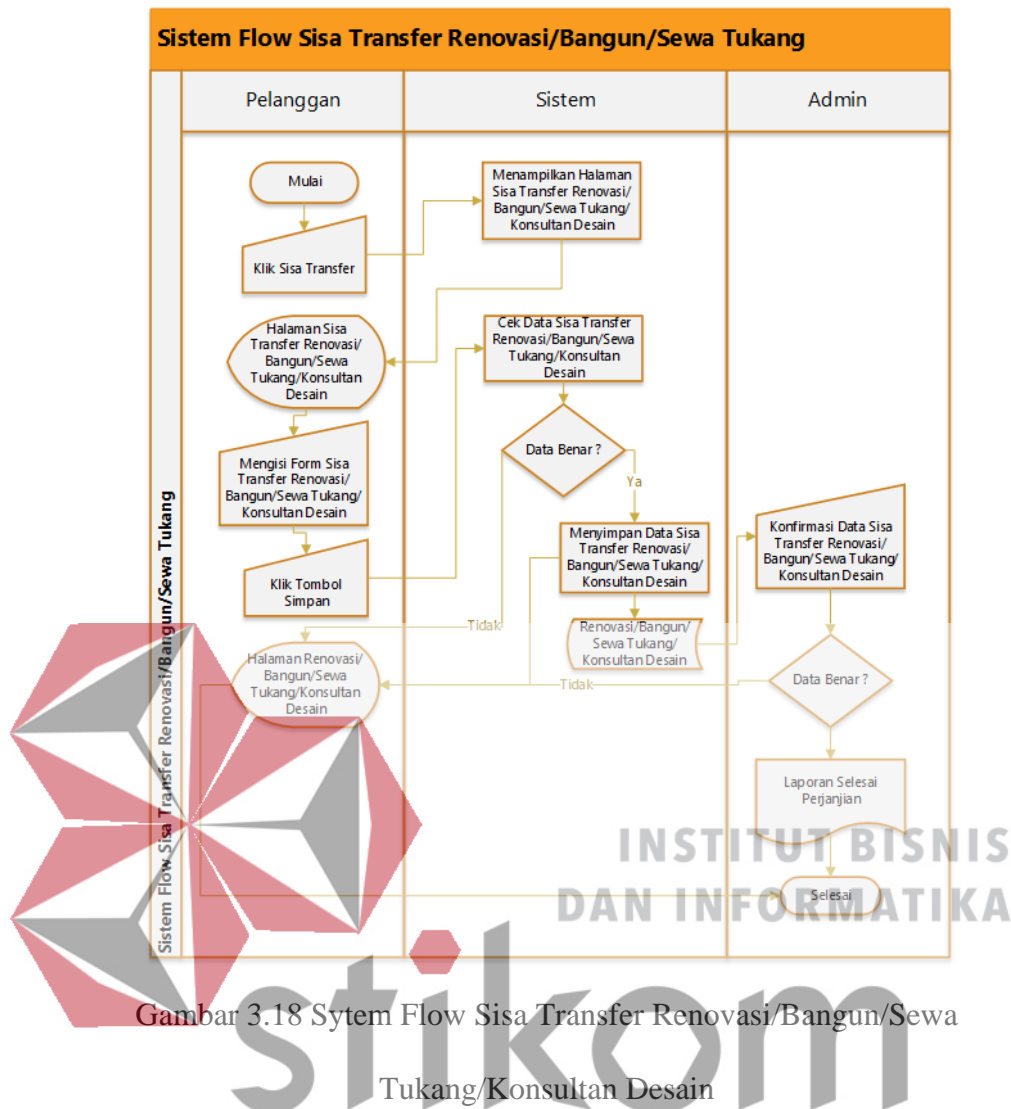 Sistem Flow Sisa Transfer Renovasi/Bangun/Sewa Tukang
Pelanggan
Sistem
Admin
Sistem Flow Sisa Transfer Renovasi/Bangun/Sewa Tukang
Mulai
Klik Sisa Transfer
Menampilkan Halaman
Sisa Transfer Renovasi/
Bangun/Sewa Tukang/
Konsultan Desain
Halaman Sisa
Transfer Renovasi/
Bangun/Sewa
Tukang/Konsultan
Desain
Cek Data Sisa Transfer
Renovasi/Bangun/Sewa
Tukang/Konsultan
Desain
Mengisi Form Sisa
Transfer Renovasi/
Bangun/Sewa Tukang/
Konsultan Desain
Data Benar ?
Ya
Klik Tombol
Simpan
Menyimpan Data Sisa
Transfer Renovasi/
Bangun/Sewa Tukang/
Konsultan Desain
Konfirmasi Data Sisa
Transfer Renovasi/
Bangun/Sewa Tukang/
Konsultan Desain
Tidak
Renovasi/Bangun/
Sewa Tukang/
Konsultan Desain
Halaman Renovasi/
Bangun/Sewa
Tukang/Konsultan
Desain
Tidak
Data Benar ?
Laporan Selesai
Perjanjian
Selesai
INSTITUT BISNIS
DAN INFORMATIKA
stikom
Gambar 3.18 Sytem Flow Sisa Transfer Renovasi/Bangun/Sewa
Tukang/Konsultan Desain